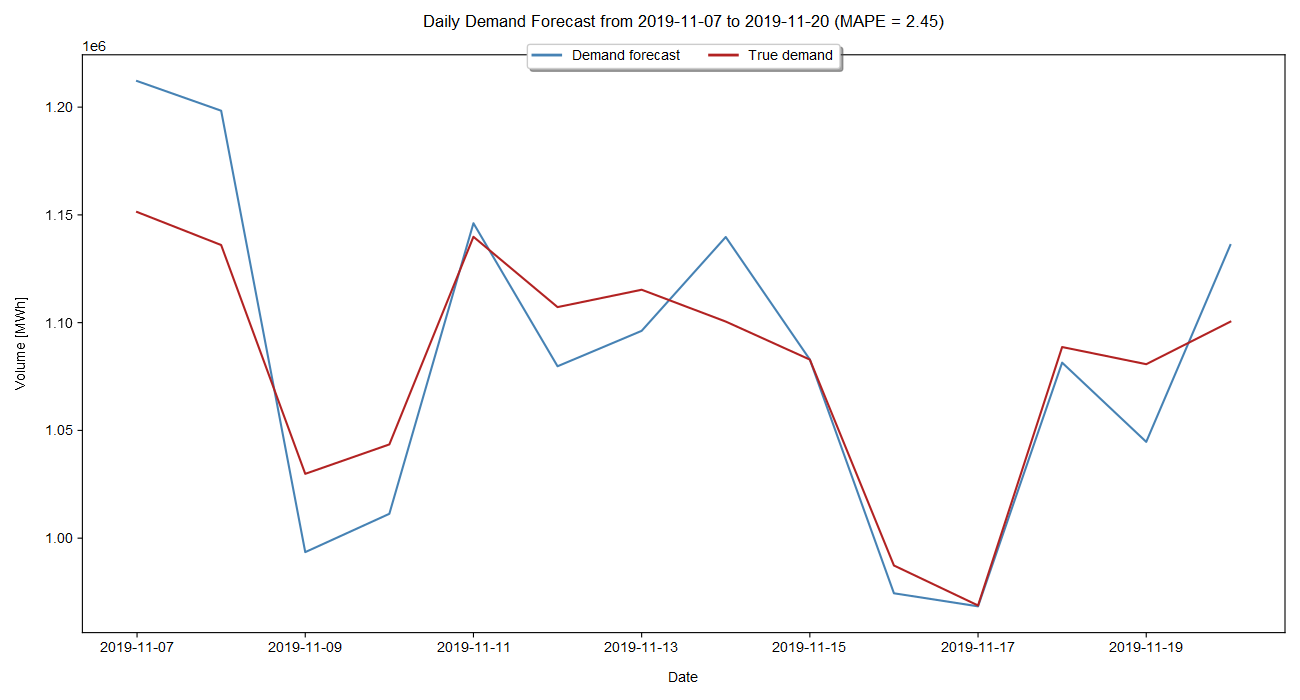 Daily Demand Forecast from 2019-11-07 to 2019-11-20 (MAPE = 2.45)
1e6
Demand forecast True demand
1.20
1.15
1.10
1.05
1.00
Volume [MWh]
2019-11-07 2019-11-09 2019-11-11 2019-11-13 2019-11-15 2019-11-17 2019-11-19
Date